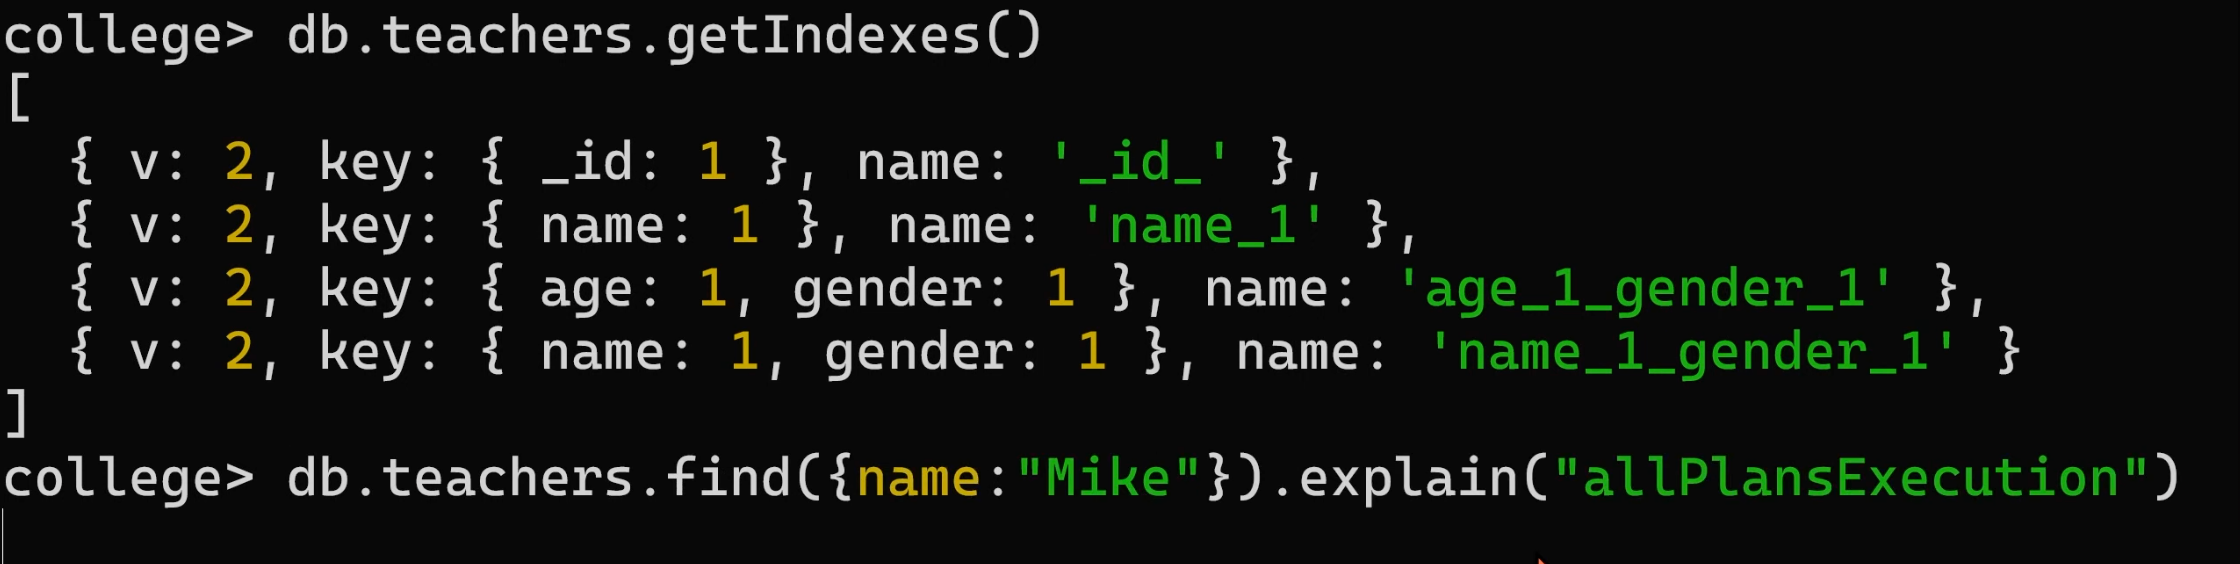 college> db.teachers.getIndexes()
[
  { v: 2, key: { _id: 1 }, name: '_id_' },
  { v: 2, key: { name: 1 }, name: 'name_1' },
  { v: 2, key: { age: 1, gender: 1 }, name: 'age_1_gender_1' },
  { v: 2, key: { name: 1, gender: 1 }, name: 'name_1_gender_1' }
]
college> db.teachers.find({name:"Mike"}).explain("allPlansExecution")